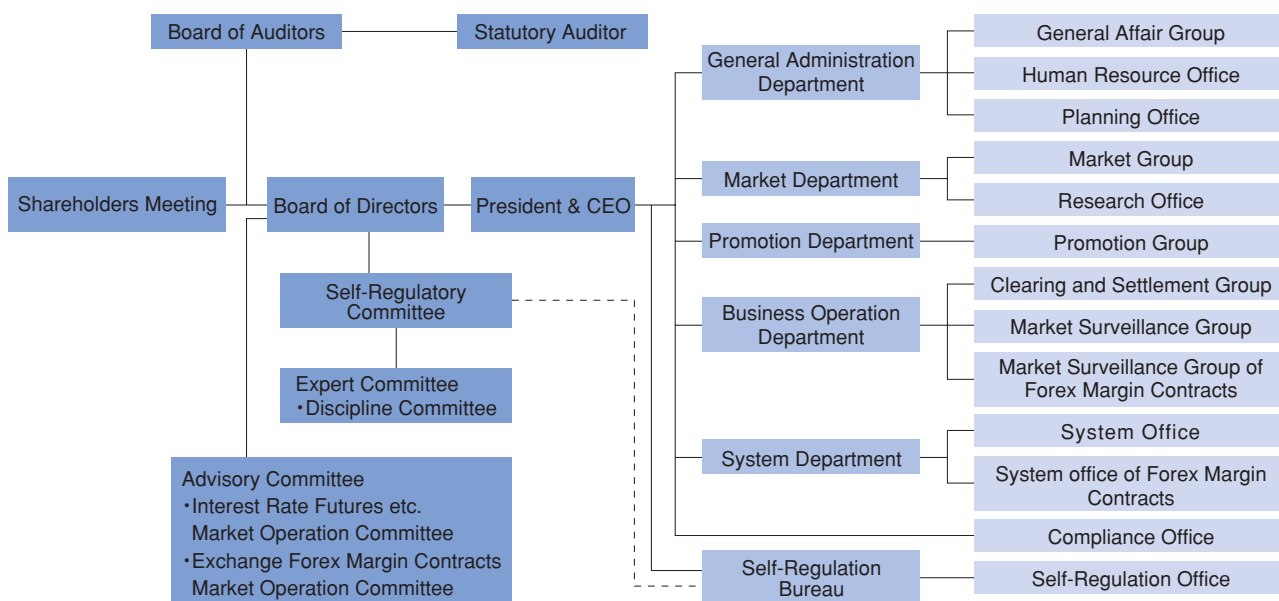 Board of Auditors
Statutory Auditor
Shareholders Meeting
Board of Directors
President & CEO
Self-Regulatory
Committee
Expert Committee
・Discipline Committee
Advisory Committee
・Interest Rate Futures etc.
Market Operation Committee
・Exchange Forex Margin Contracts
Market Operation Committee
General Administration
Department
General Affair Group
Human Resource Office
Planning Office
Market Department
Market Group
Research Office
Promotion Department
Promotion Group
Business Operation
Department
Clearing and Settlement Group
Market Surveillance Group
Market Surveillance Group of
Forex Margin Contracts
System Department
System Office
System office of Forex Margin
Contracts
Compliance Office
Self-Regulation
Bureau
Self-Regulation Office